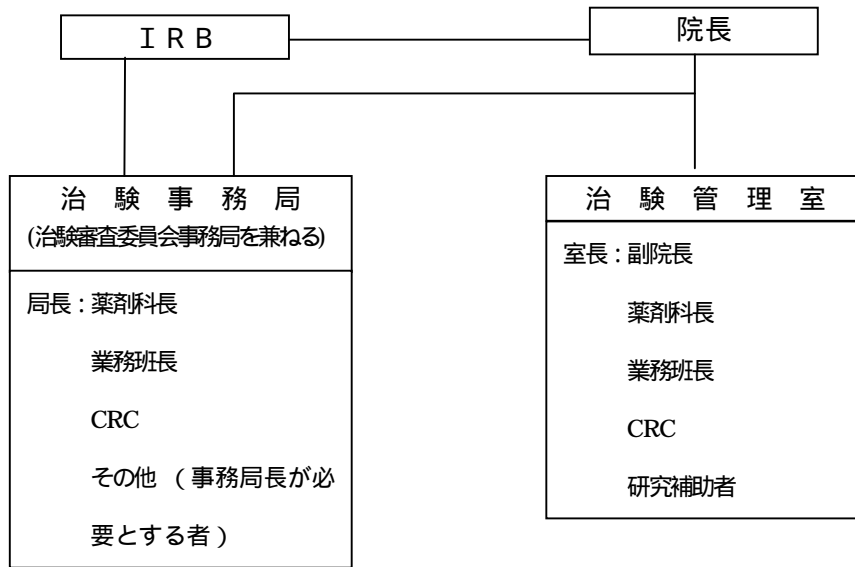 ＩＲＢ
院長
治験事務局
(治験審査委員会事務局を兼ねる)
局長：薬剤科長
業務班長
CRC
その他　（事務局長が必
要とする者）
治験管理室
室長：副院長
薬剤科長
業務班長
CRC
研究補助者